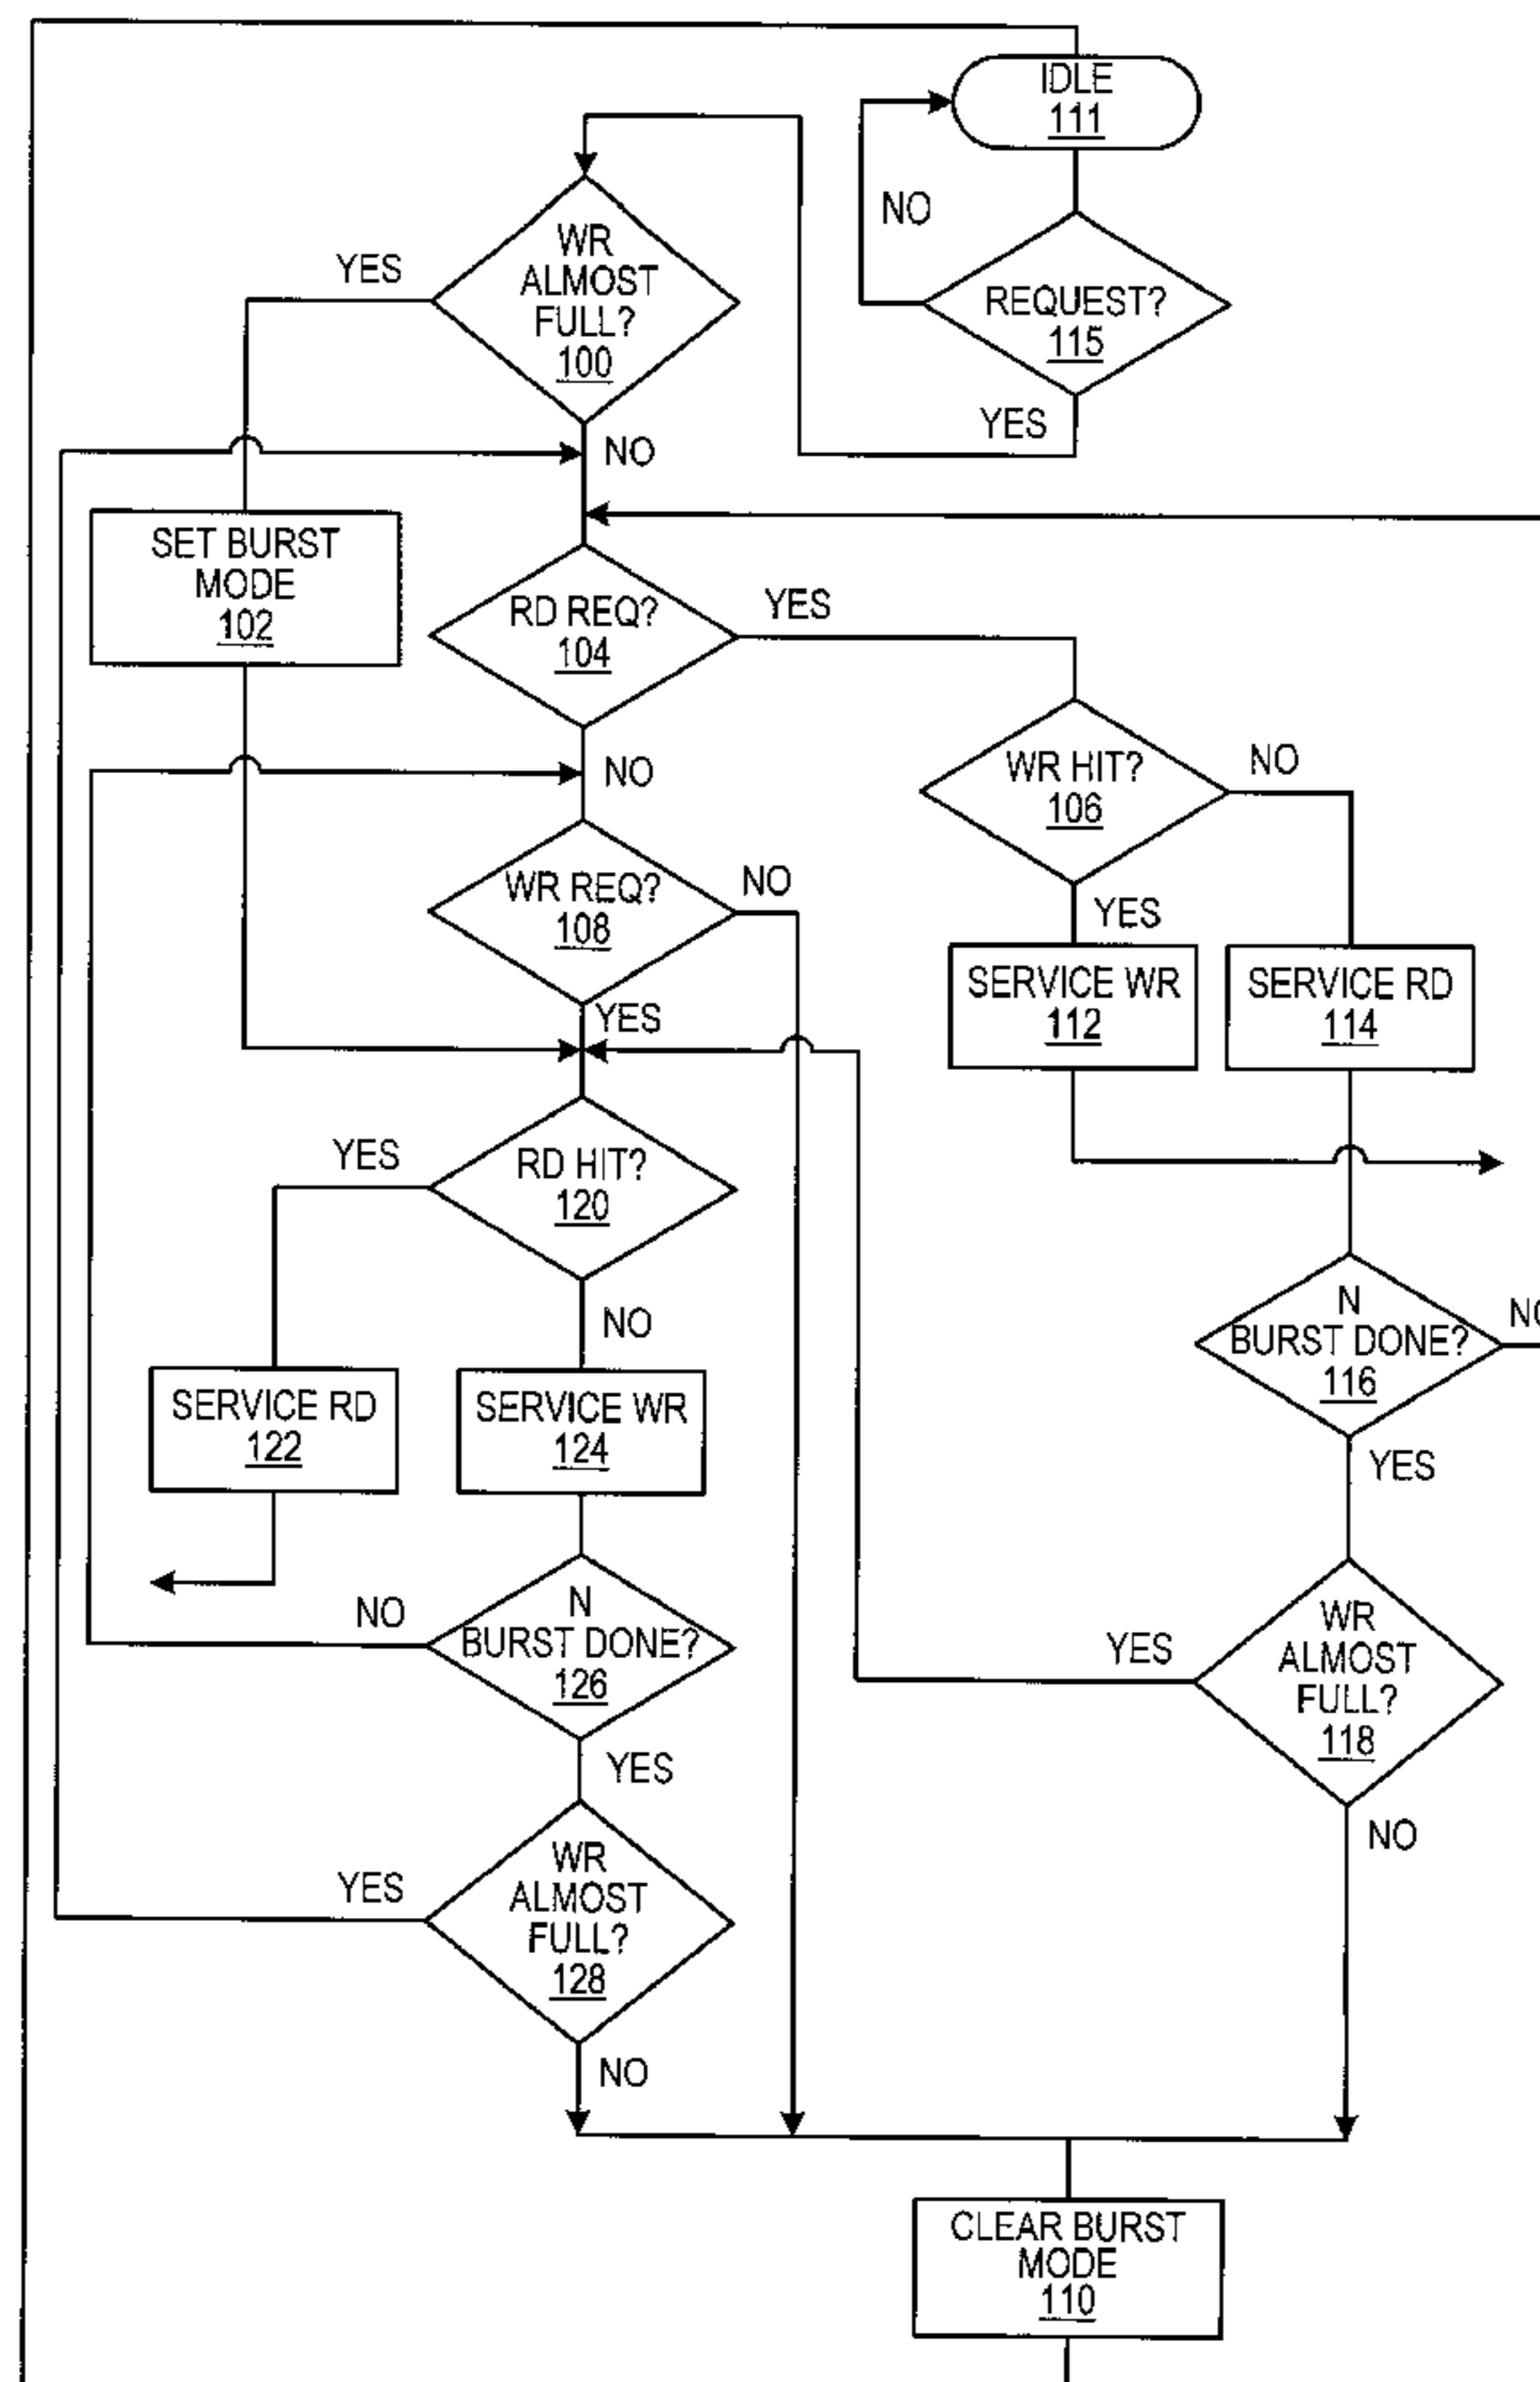 IDLE
111
NO
WR
ALMOST
FULL?
100
YES
REQUEST?
115
YES
NO
SET BURST
MODE
102
RD REQ?
104
YES
NO
WR HIT?
106
NO
WR REQ?
108
NO
YES
YES
SERVICE WR
112
SERVICE RD
114
RD HIT?
120
YES
NO
N
BURST DONE?
116
NO
YES
SERVICE RD
122
SERVICE WR
124
N
BURST DONE?
126
NO
YES
WR
ALMOST
FULL?
118
YES
NO
WR
ALMOST
FULL?
128
YES
NO
CLEAR BURST
MODE
110